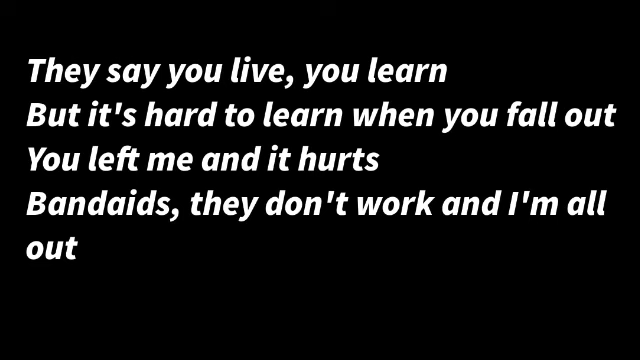 They say you live, you learn
But it's hard to learn when you fall out
You left me and it hurts
Bandaids, they don't work and I'm all
out